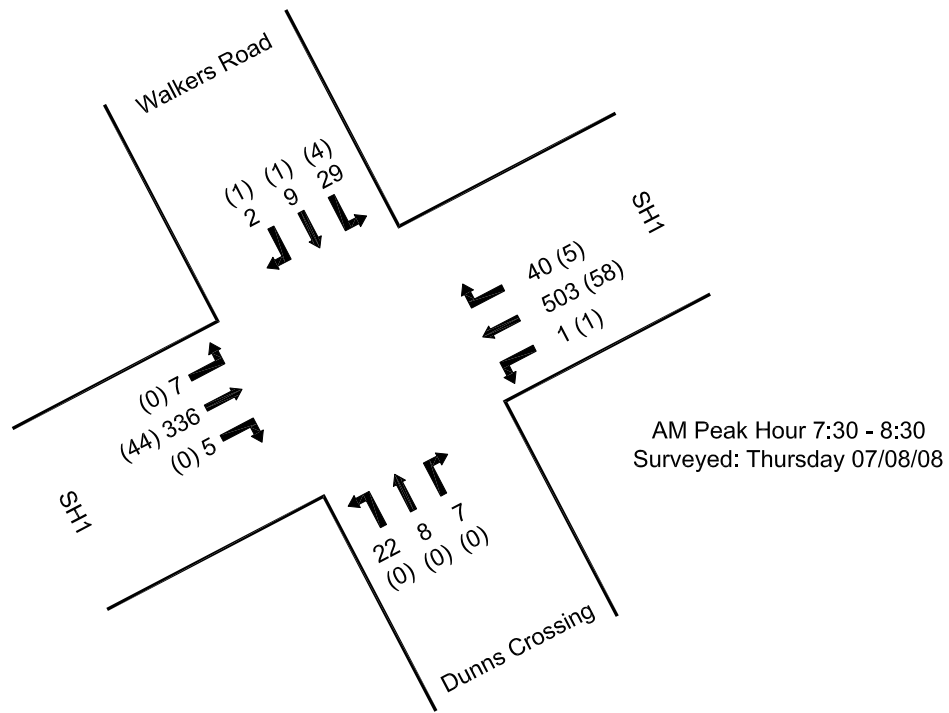 Walkers Road
(1) (1) (4)
2 9 29
SH1
40 (5)
503 (58)
1 (1)
(0) 7
(44) 336
(0) 5
AM Peak Hour 7:30 - 8:30
Surveyed: Thursday 07/08/08
SH1
22 8 7
(0) (0) (0)
Dunns Crossing